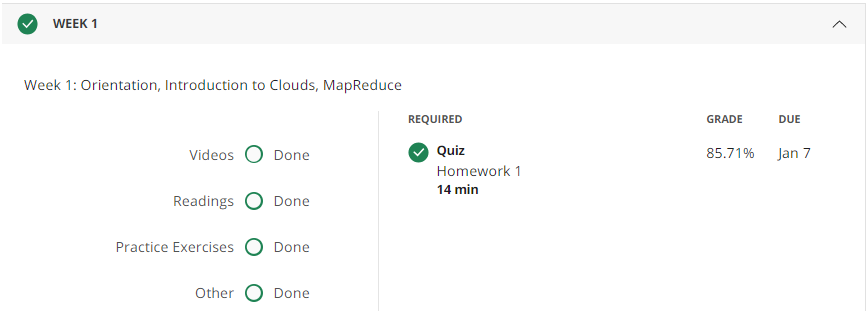 WEEK 1
Week 1: Orientation, Introduction to Clouds, MapReduce
Videos Done
Readings Done
Practice Exercises Done
Other Done
REQUIRED GRADE DUE
Quiz 85.71% Jan 7
Homework 1
14 min